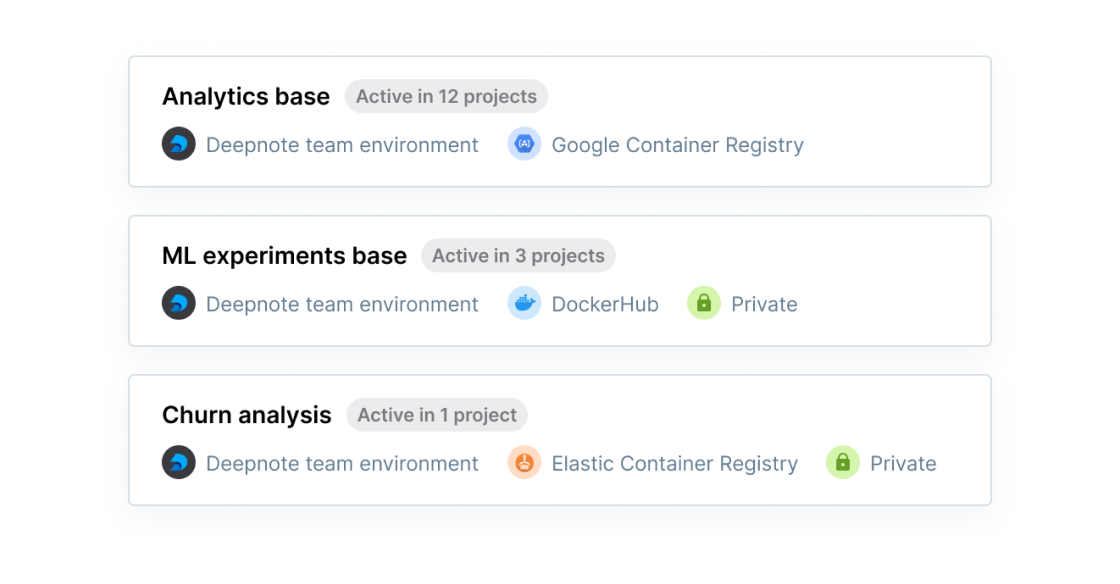 Analytics base Active in 12 projects
Deepnote team environment Google Container Registry
ML experiments base Active in 3 projects
Deepnote team environment DockerHub Private
Churn analysis Active in 1 project
Deepnote team environment Elastic Container Registry Private